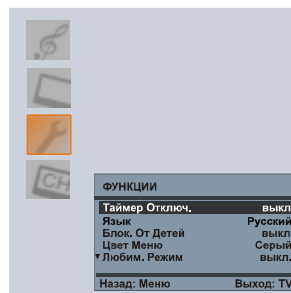 CH
ФУНКЦИИ
Таймер Отключ. выкл
Язык Русский
Блок. От Детей выкл
Цвет Меню Серый
Любим. Режим выкл.
Назад: Меню Выход: TV